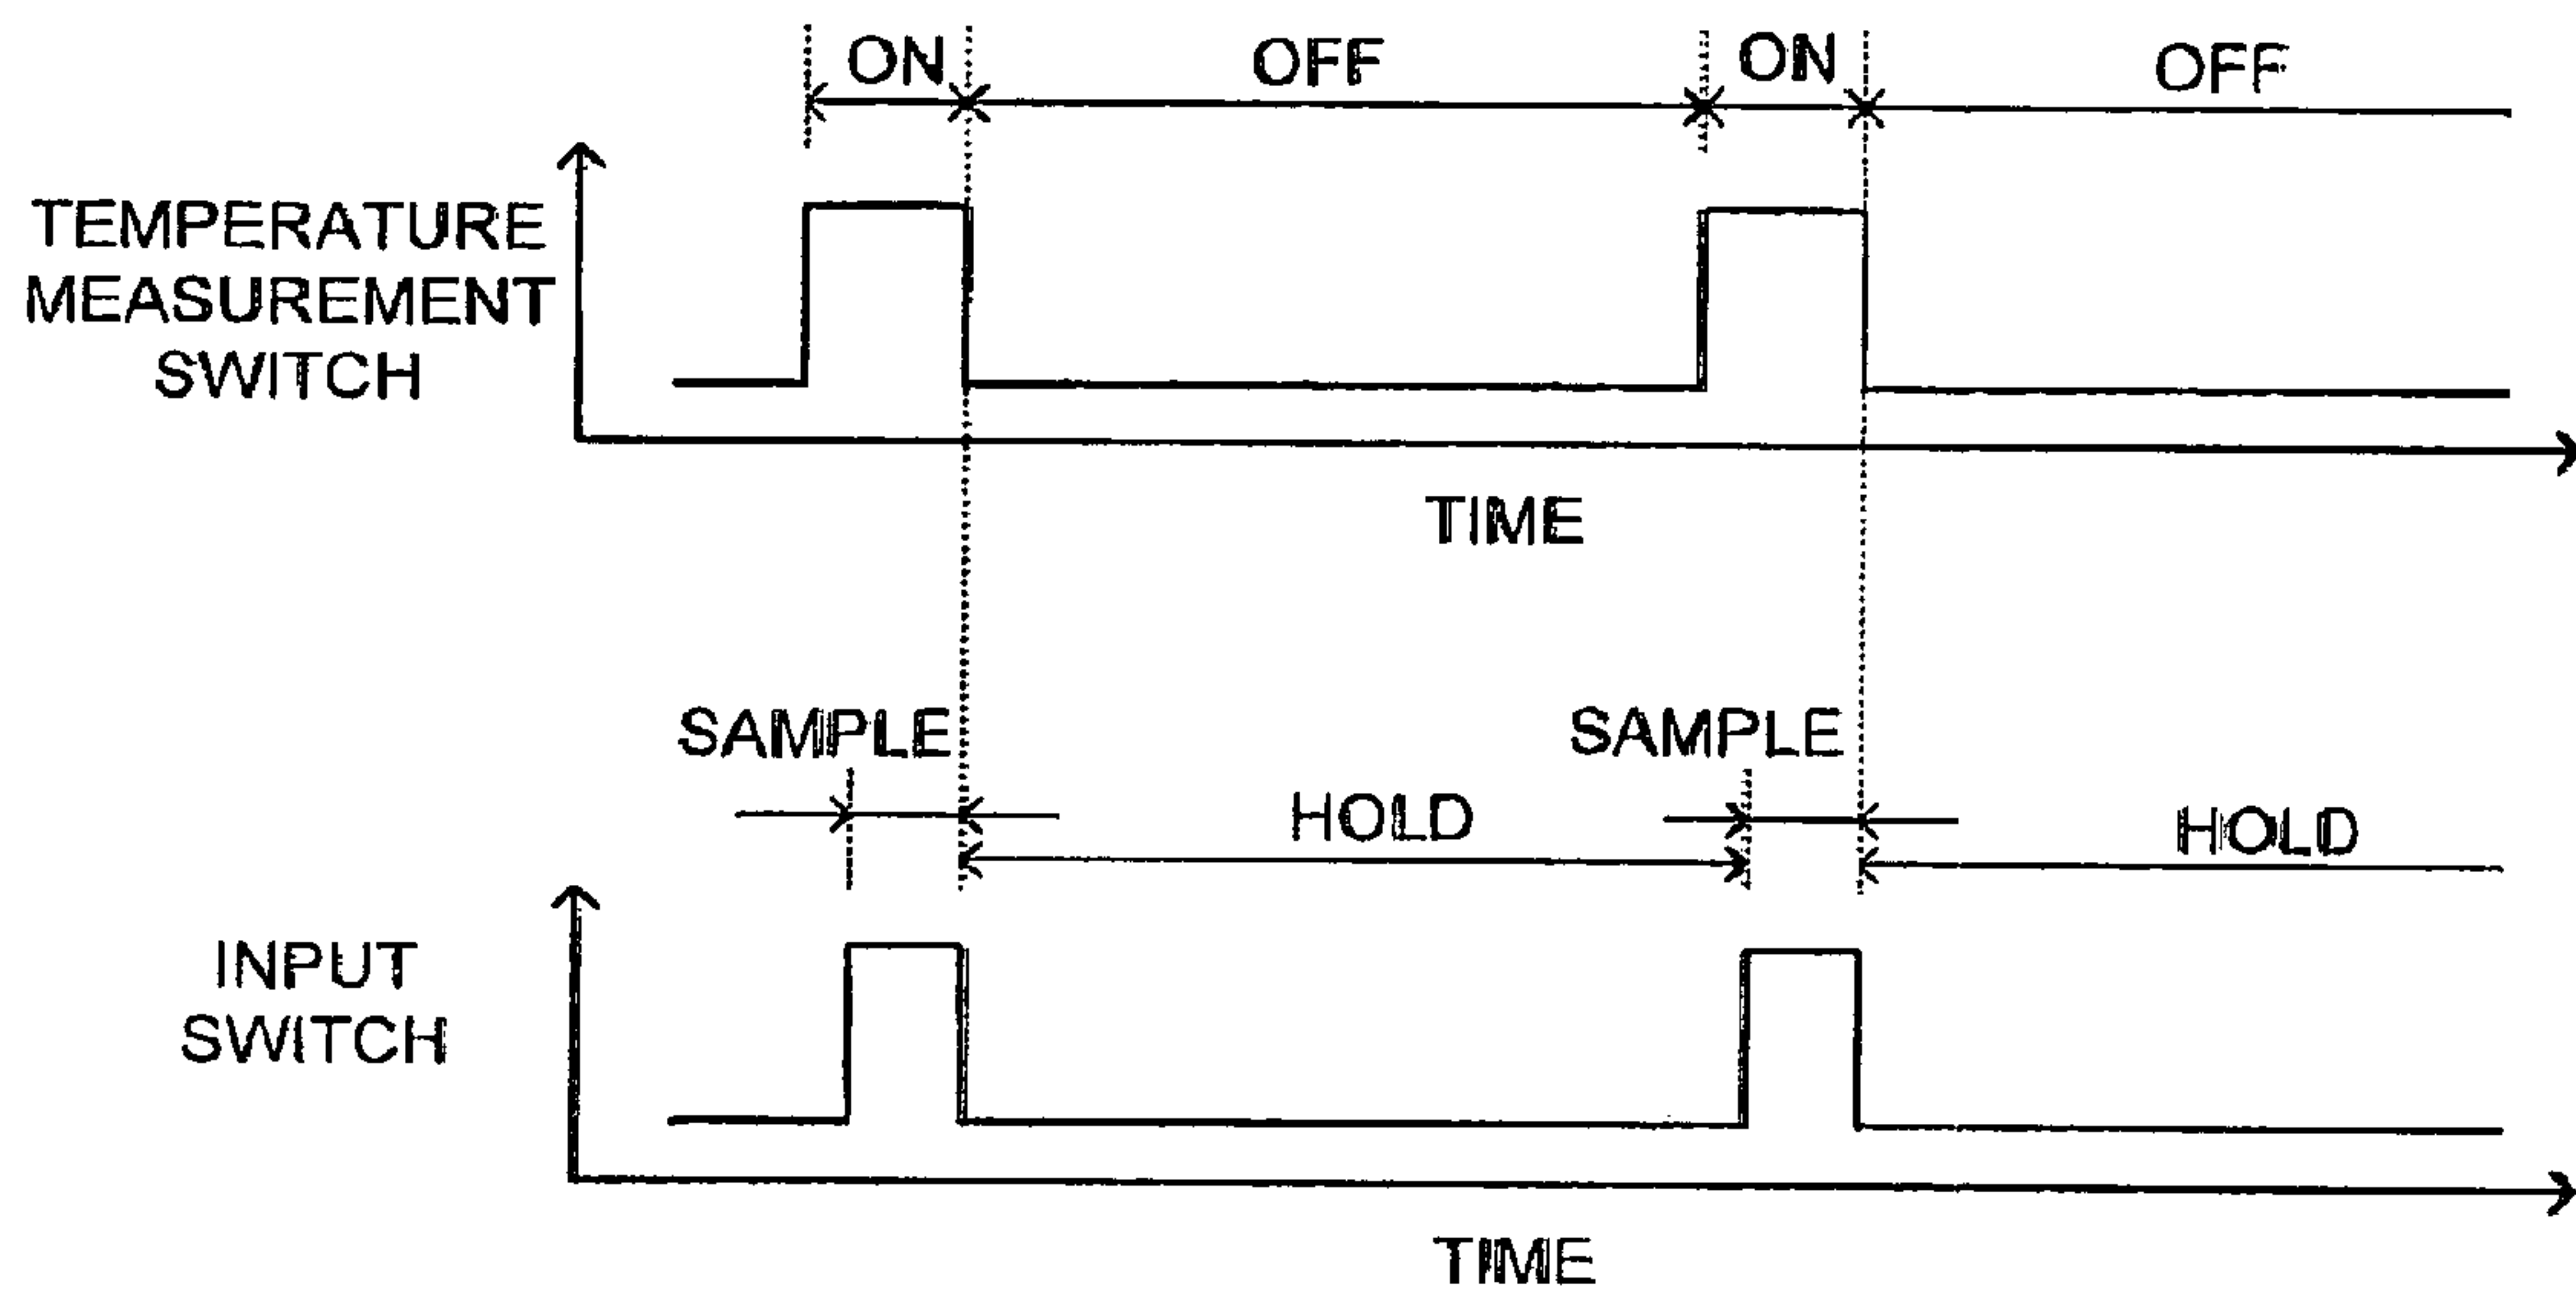 ON OFF ON OFF
TEMPERATURE
MEASUREMENT
SWITCH
TIME
SAMPLE SAMPLE
HOLD HOLD
INPUT
SWITCH
TIME